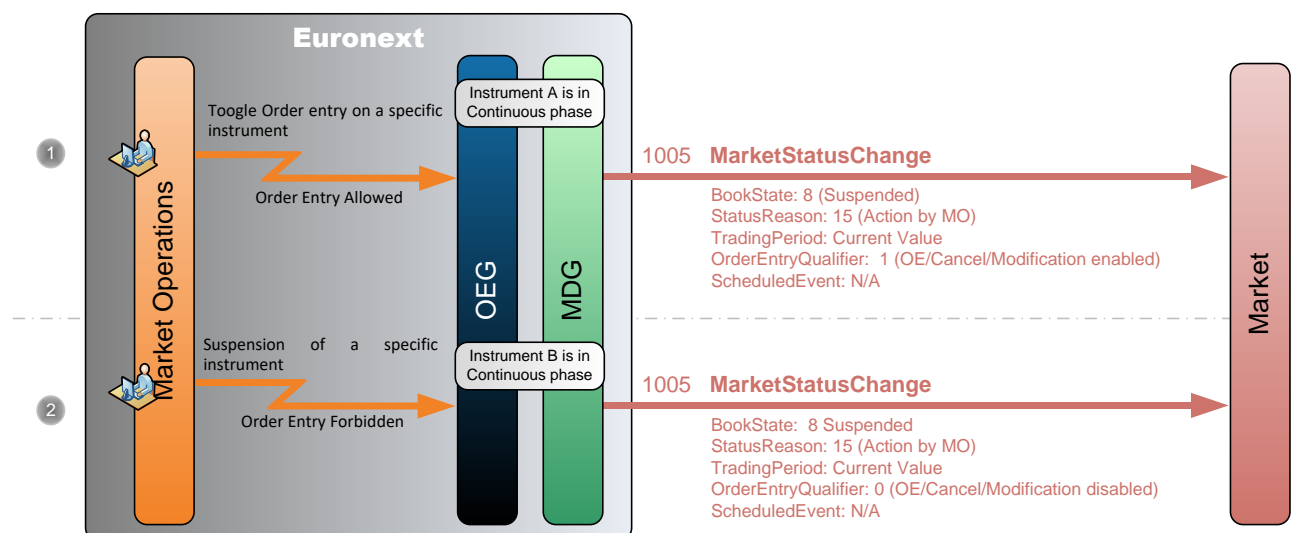 Euronext
Market Operations
OEG
MDG
Market
1
Toogle Order entry on a specific
instrument
Order Entry Allowed
Instrument A is in
Continuous phase
1005 MarketStatusChange
BookState: 8 (Suspended)
StatusReason: 15 (Action by MO)
TradingPeriod: Current Value
OrderEntryQualifier: 1 (OE/Cancel/Modification enabled)
ScheduledEvent: N/A
2
Suspension of a specific
instrument
Order Entry Forbidden
Instrument B is in
Continuous phase
1005 MarketStatusChange
BookState: 8 Suspended
StatusReason: 15 (Action by MO)
TradingPeriod: Current Value
OrderEntryQualifier: 0 (OE/Cancel/Modification disabled)
ScheduledEvent: N/A